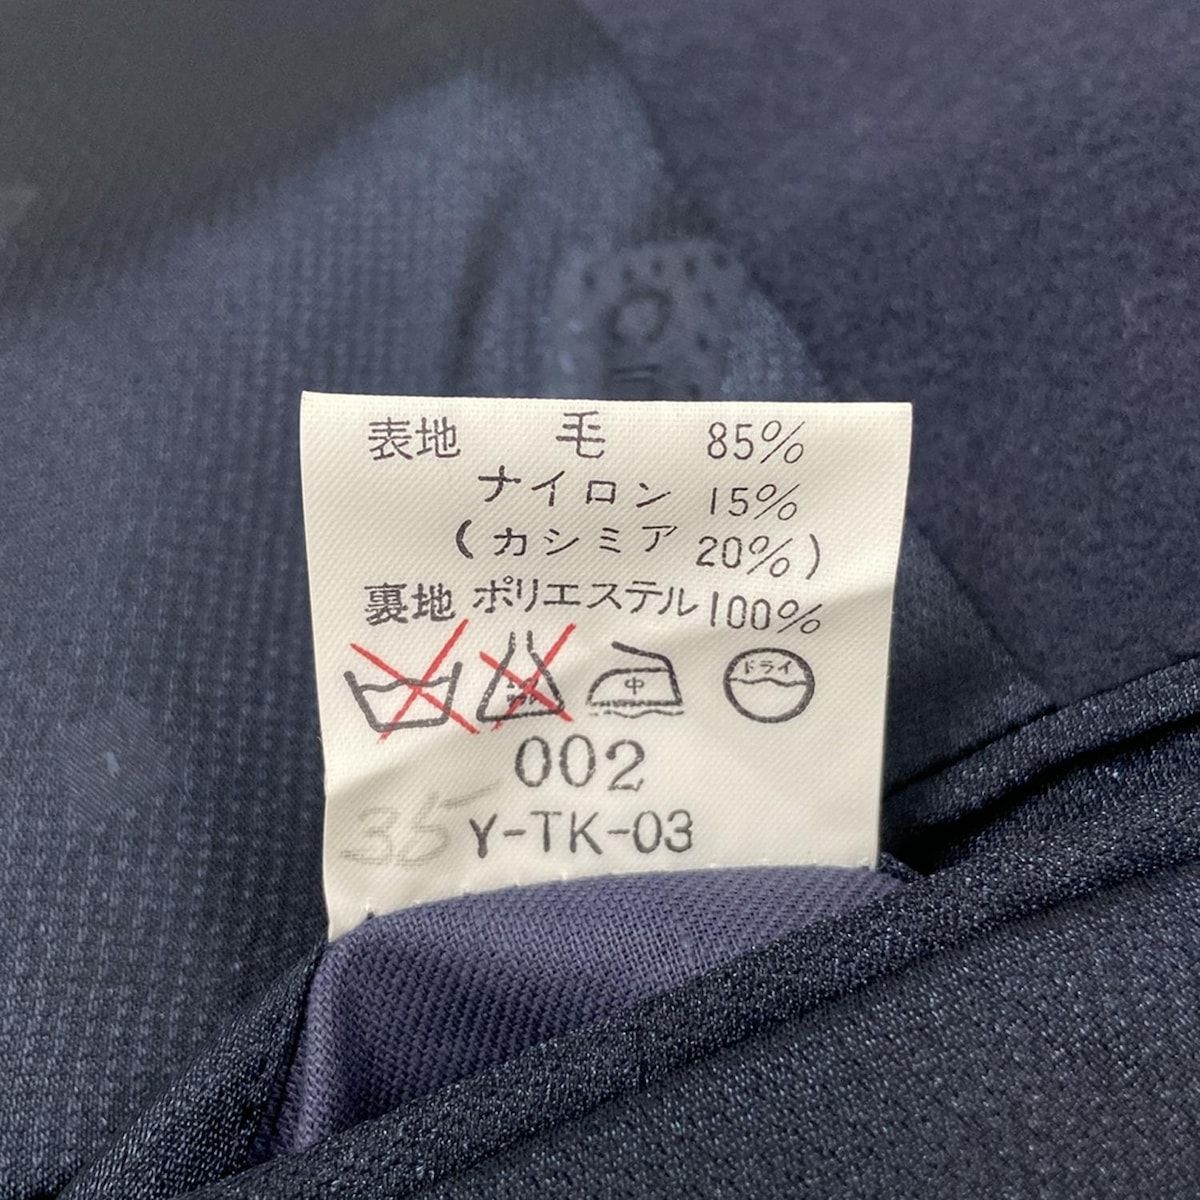 表地 毛 85%
ナイロン 15%
(カシミア 20%)
裏地 ポリエステル 100%
中 ドライ
002
35 Y-TK-03